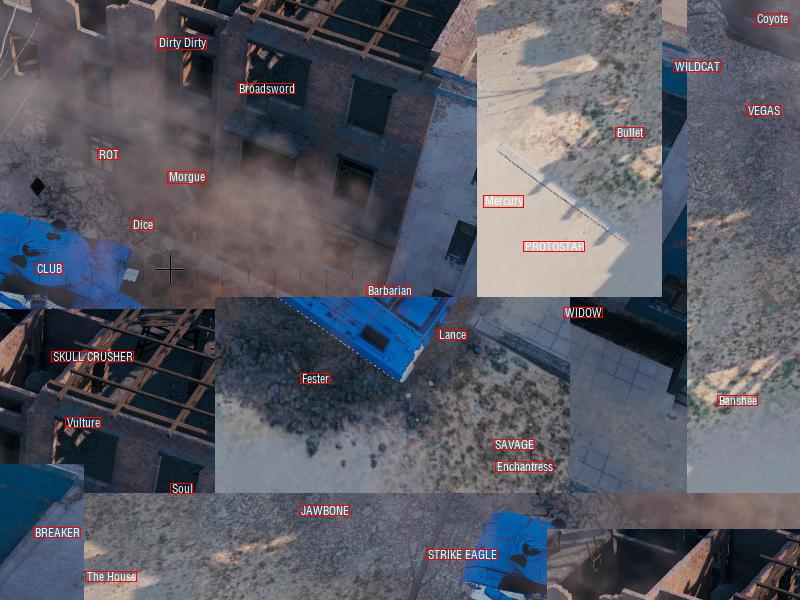 Coyote
Dirty Dirty
WILDCAT
Broadsword
VEGAS
Bullet
ROT
Morgue
Mercury
Dice
PROTOSTAR
CLUB
Barbarian
WIDOW
Lance
SKULL CRUSHER
Fester
Banshee
Vulture
SAVAGE
Enchantress
Soul
JAWBONE
BREAKER
STRIKE EAGLE
The House